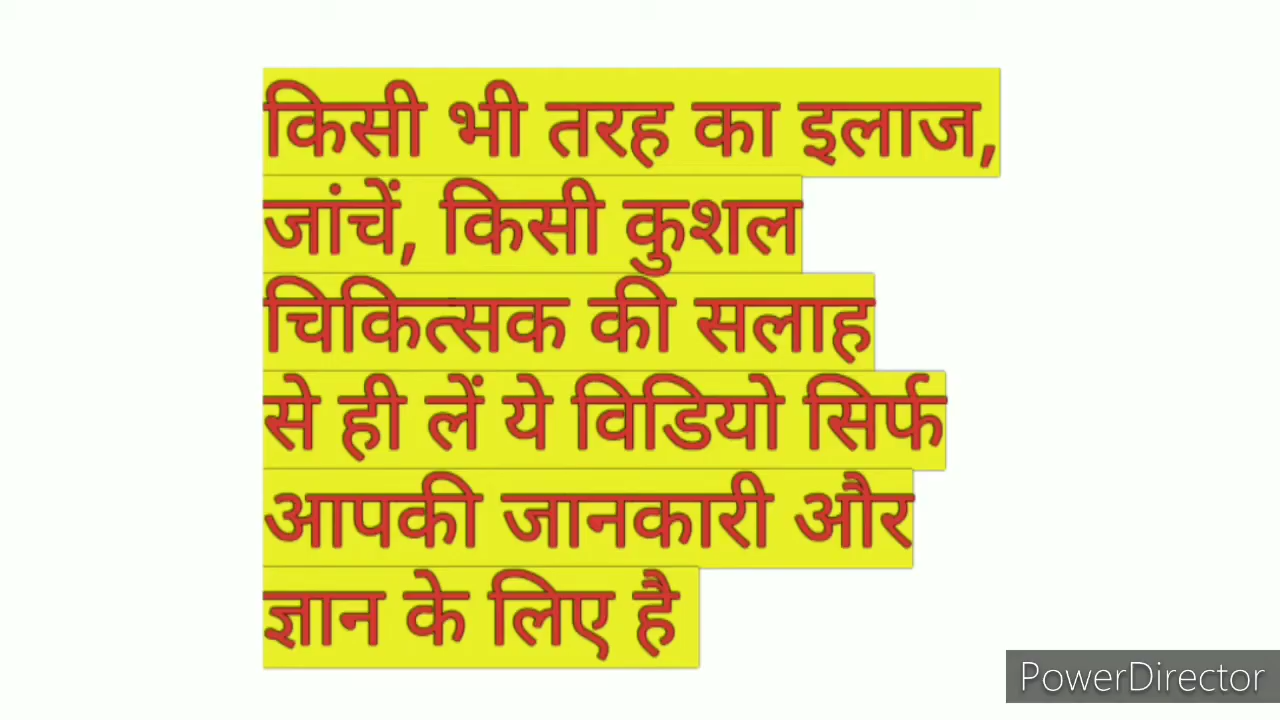 किसी भी तरह का इलाज,
जांचें, किसी कुशल
चिकित्सक की सलाह
से ही लें ये विडियो सिर्फ
आपकी जानकारी और
ज्ञान के लिए है
PowerDirector